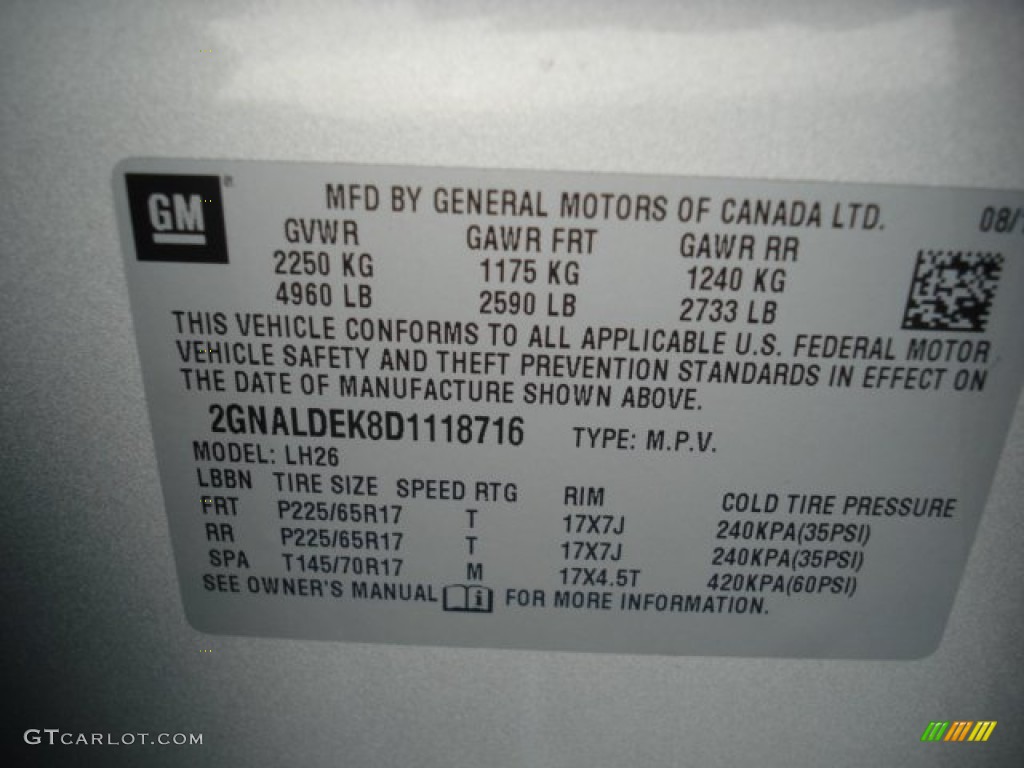 GM
MFD BY GENERAL MOTORS OF CANADA LTD. 08/
GVWR GAWR FRT GAWR RR
2250 KG 1175 KG 1240 KG
4960 LB 2590 LB 2733 LB
THIS VEHICLE CONFORMS TO ALL APPLICABLE U.S. FEDERAL MOTOR
VEHICLE SAFETY AND THEFT PREVENTION STANDARDS IN EFFECT ON
THE DATE OF MANUFACTURE SHOWN ABOVE.
2GNALDEK8D1118716 TYPE: M.P.V.
MODEL: LH26
LBBN TIRE SIZE SPEED RTG RIM COLD TIRE PRESSURE
FRT P225/65R17 T 17X7J 240KPA(35PSI)
RR P225/65R17 T 17X7J 240KPA(35PSI)
SPA T145/70R17 M 17X4.5T 420KPA(60PSI)
SEE OWNER'S MANUAL i FOR MORE INFORMATION.
GTCARLOT.COM